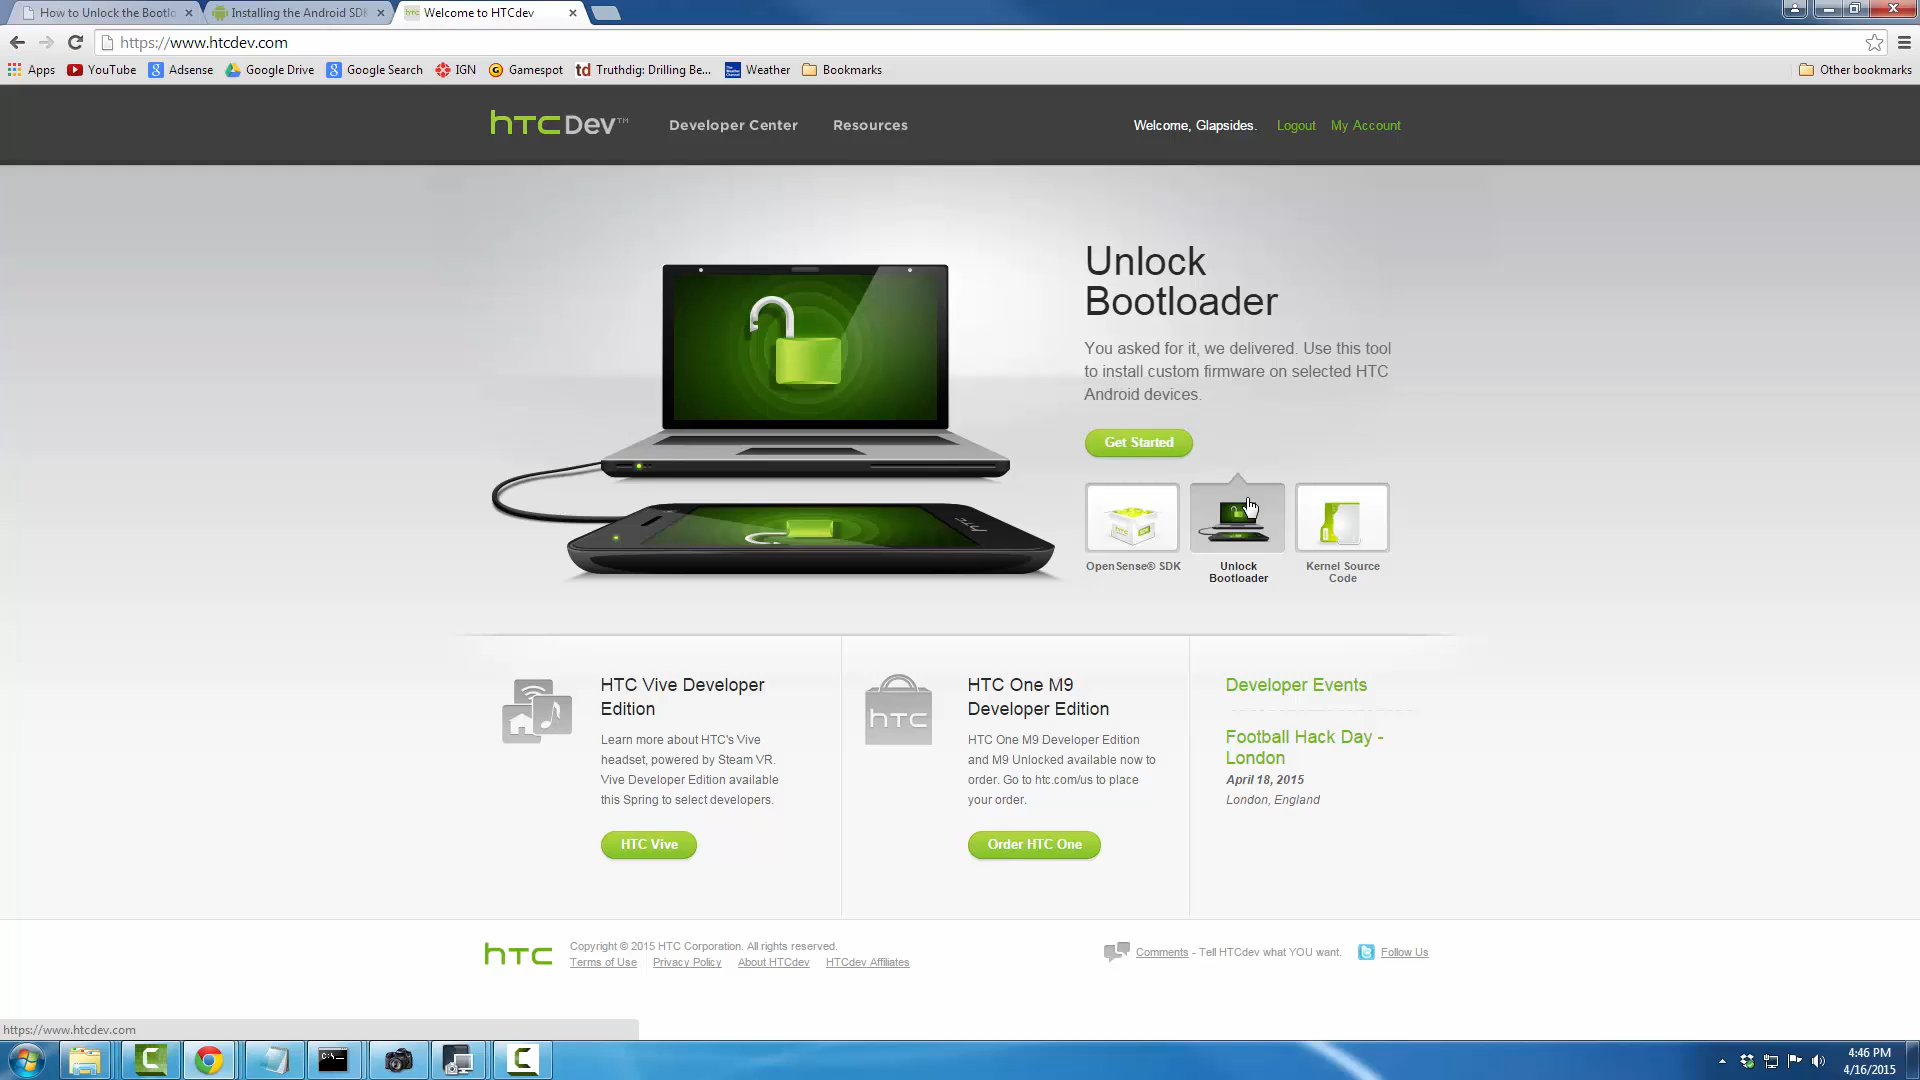 How to Unlock the Bootlo
Installing the Android SD
Welcome to HTCdev
https://www.htcdev.com
Apps
YouTube
Adsense
Google Drive
Google Search
IGN
Gamespot
Truthdig: Drilling Be...
Weather
Bookmarks
Other bookmarks
htc Dev™
Developer Center
Resources
Welcome, Glapsides.
Logout
My Account
Unlock
Bootloader
You asked for it, we delivered. Use this tool
to install custom firmware on selected HTC
Android devices.
Get Started
OpenSense® SDK
Unlock
Bootloader
Kernel Source
Code
HTC Vive Developer
Edition
Learn more about HTC's Vive
headset, powered by Steam VR.
Vive Developer Edition available
this Spring to select developers.
HTC Vive
htc
HTC One M9
Developer Edition
HTC One M9 Developer Edition
and M9 Unlocked available now to
order. Go to htc.com/us to place
your order.
Order HTC One
Developer Events
Football Hack Day -
London
April 18, 2015
London, England
htc
Copyright © 2015 HTC Corporation. All rights reserved.
Terms of Use
Privacy Policy
About HTCdev
HTCdev Affiliates
Comments - Tell HTCdev what YOU want.
Follow Us
https://www.htcdev.com
4:46 PM
4/16/2015